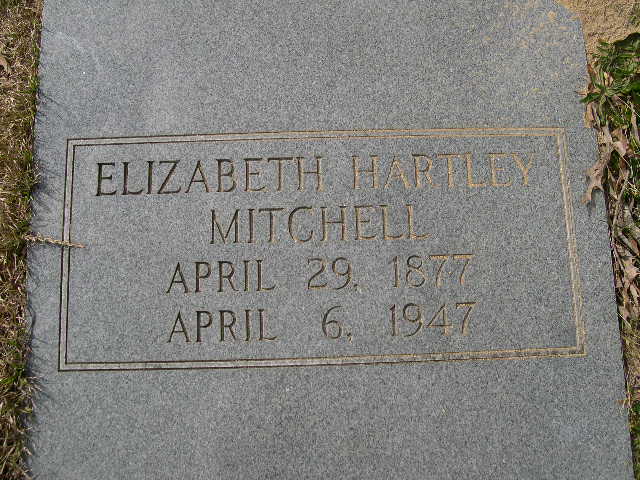 ELIZABETH HARTLEY
MITCHELL
APRIL 29, 1877
APRIL 6, 1947